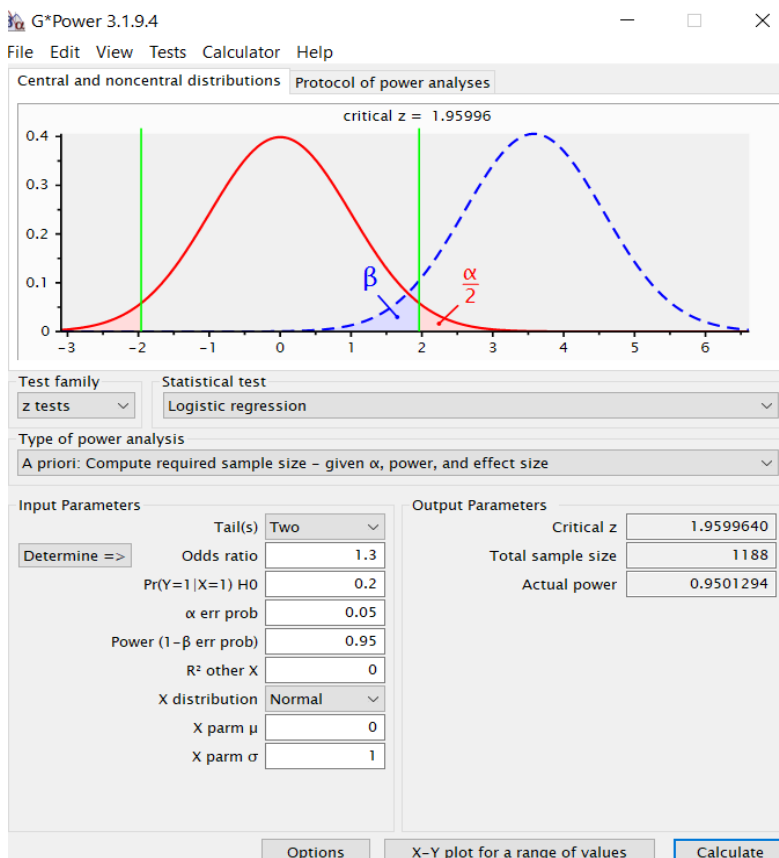 G*Power 3.1.9.4
File Edit View Tests Calculator Help
Central and noncentral distributions Protocol of power analyses
critical z = 1.95996
0.4
0.3
0.2
0.1
0
β
α
2
-3 -2 -1 0 1 2 3 4 5 6
Test family Statistical test
z tests Logistic regression
Type of power analysis
A priori: Compute required sample size – given α, power, and effect size
Input Parameters Output Parameters
Tail(s) Two Critical z 1.9599640
Determine => Odds ratio 1.3 Total sample size 1188
Pr(Y=1|X=1) H0 0.2 Actual power 0.9501294
α err prob 0.05
Power (1-β err prob) 0.95
R² other X 0
X distribution Normal
X parm μ 0
X parm σ 1
Options X-Y plot for a range of values Calculate